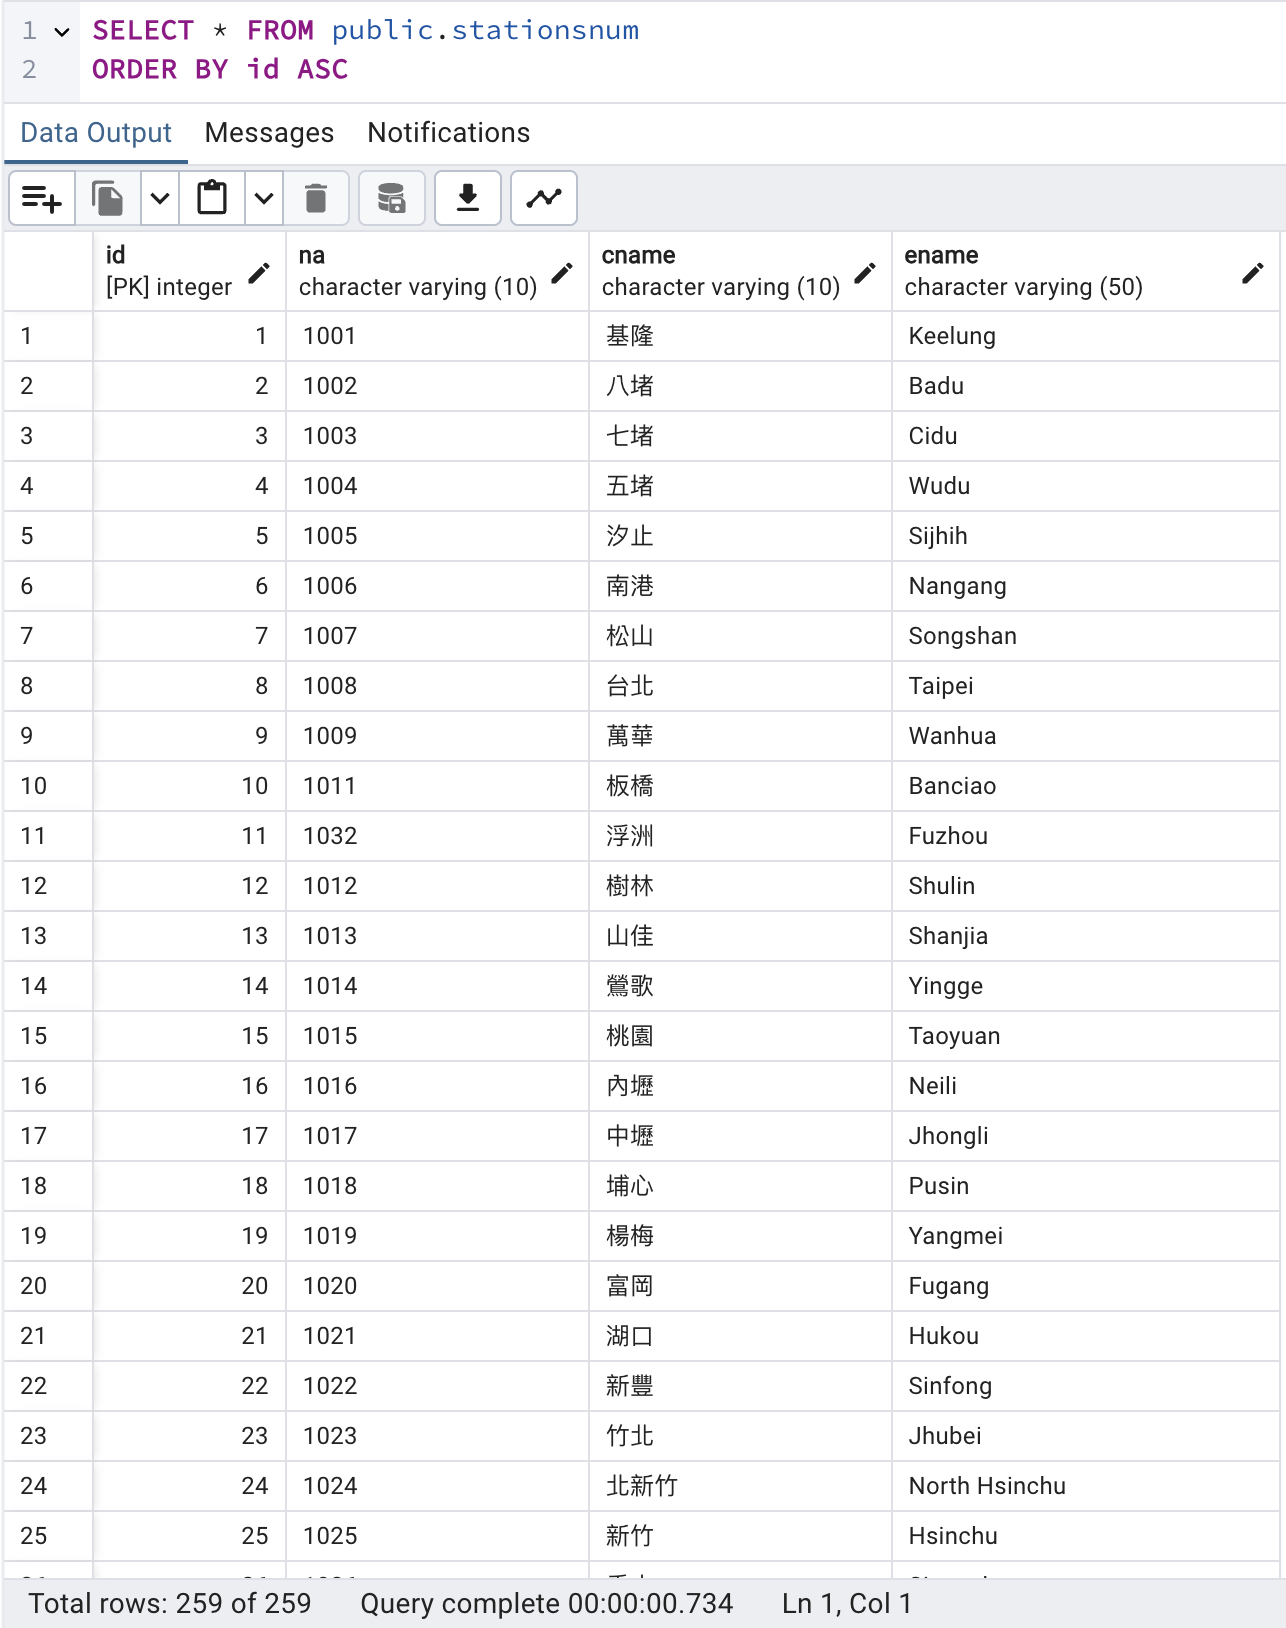 1 SELECT * FROM public.stationsnum
2 ORDER BY id ASC
Data Output Messages Notifications
id na cname ename
[PK] integer character varying (10) character varying (10) character varying (50)
1 1 1001 基隆 Keelung
2 2 1002 八堵 Badu
3 3 1003 七堵 Cidu
4 4 1004 五堵 Wudu
5 5 1005 汐止 Sijhih
6 6 1006 南港 Nangang
7 7 1007 松山 Songshan
8 8 1008 台北 Taipei
9 9 1009 萬華 Wanhua
10 10 1011 板橋 Banciao
11 11 1032 浮洲 Fuzhou
12 12 1012 樹林 Shulin
13 13 1013 山佳 Shanjia
14 14 1014 鶯歌 Yingge
15 15 1015 桃園 Taoyuan
16 16 1016 內壢 Neili
17 17 1017 中壢 Jhongli
18 18 1018 埔心 Pusin
19 19 1019 楊梅 Yangmei
20 20 1020 富岡 Fugang
21 21 1021 湖口 Hukou
22 22 1022 新豐 Sinfong
23 23 1023 竹北 Jhubei
24 24 1024 北新竹 North Hsinchu
25 25 1025 新竹 Hsinchu
Total rows: 259 of 259 Query complete 00:00:00.734 Ln 1, Col 1